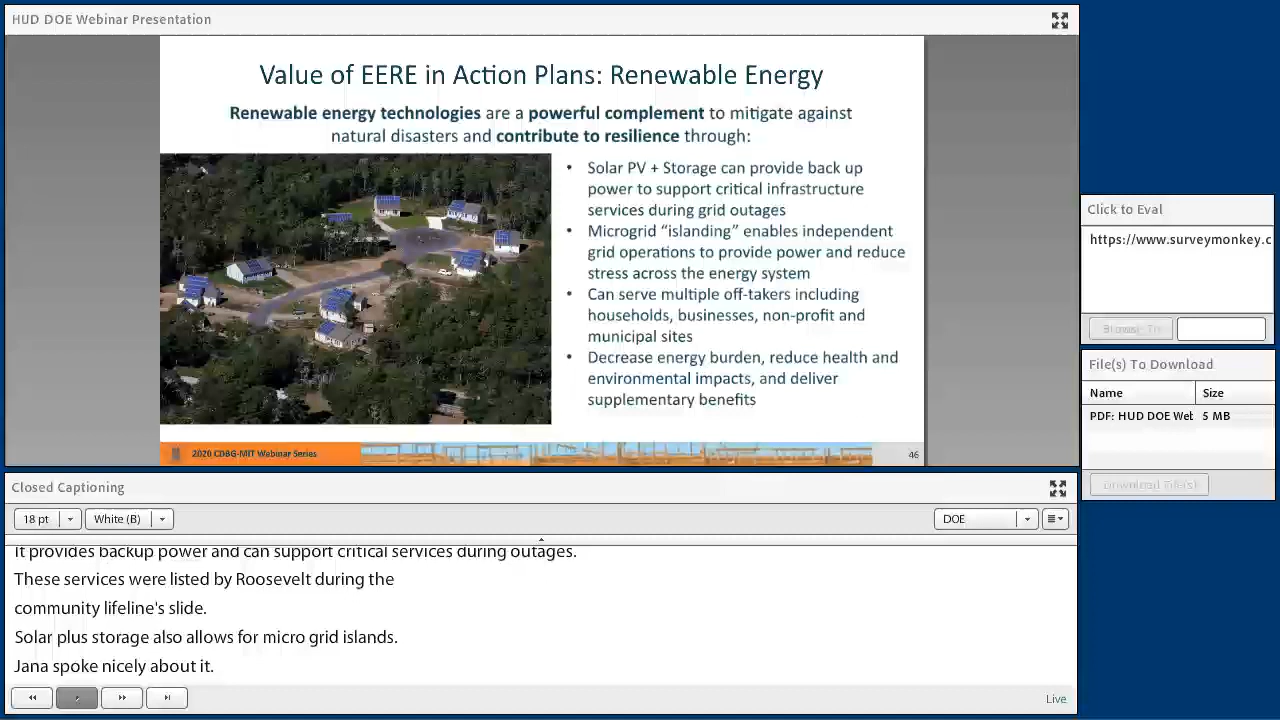 HUD DOE Webinar Presentation
Value of EERE in Action Plans: Renewable Energy
Renewable energy technologies are a powerful complement to mitigate against
natural disasters and contribute to resilience through:
• Solar PV + Storage can provide back up
power to support critical infrastructure
services during grid outages
• Microgrid “islanding” enables independent
grid operations to provide power and reduce
stress across the energy system
• Can serve multiple off-takers including
households, businesses, non-profit and
municipal sites
• Decrease energy burden, reduce health and
environmental impacts, and deliver
supplementary benefits
2020 CDBG-MIT Webinar Series
46
Click to Eval
https://www.surveymonkey.c
Browse To
File(s) To Download
Name Size
PDF: HUD DOE Wet 5 MB
Download File(s)
Closed Captioning
18 pt White (B) DOE
It provides backup power and can support critical services during outages.
These services were listed by Roosevelt during the
community lifeline's slide.
Solar plus storage also allows for micro grid islands.
Jana spoke nicely about it.
Live